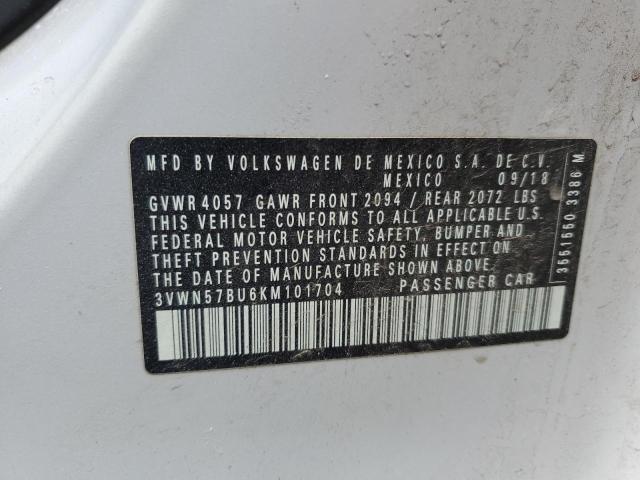 MFD BY VOLKSWAGEN DE MEXICO S.A. DE C.V.
MEXICO 09/18
GVWR 4057 GAWR FRONT 2094 / REAR 2072 LBS
THIS VEHICLE CONFORMS TO ALL APPLICABLE U.S.
FEDERAL MOTOR VEHICLE SAFETY, BUMPER AND
THEFT PREVENTION STANDARDS IN EFFECT ON
THE DATE OF MANUFACTURE SHOWN ABOVE.
3VWN57BU6KM101704 PASSENGER CAR
355.1550 3386 M